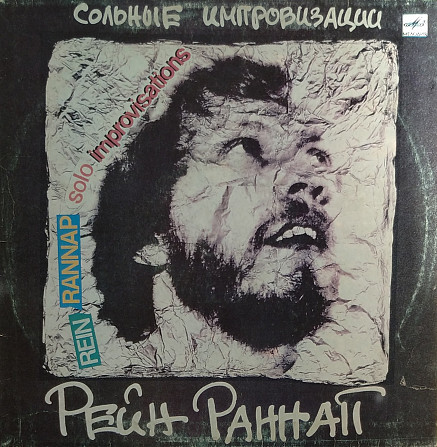 СОЛЬНЫЕ ИМПРОВИЗАЦИИ
REIN RANNAP solo improvisations
РЕЙН РАННАП